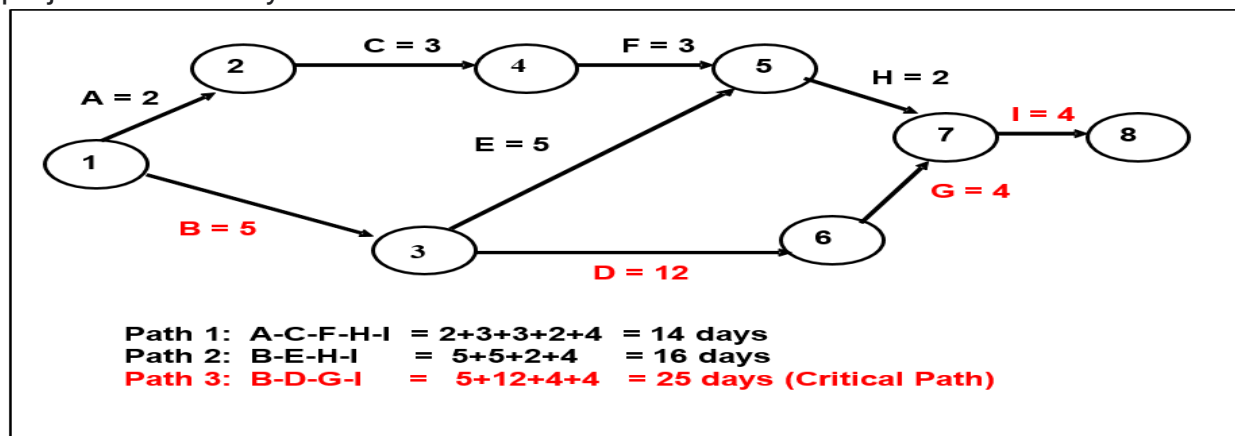 C = 3
F = 3
2
4
5
H = 2
A = 2
I = 4
7
8
E = 5
1
G = 4
B = 5
6
3
D = 12
Path 1: A-C-F-H-I = 2+3+3+2+4 = 14 days
Path 2: B-E-H-I = 5+5+2+4 = 16 days
Path 3: B-D-G-I = 5+12+4+4 = 25 days (Critical Path)